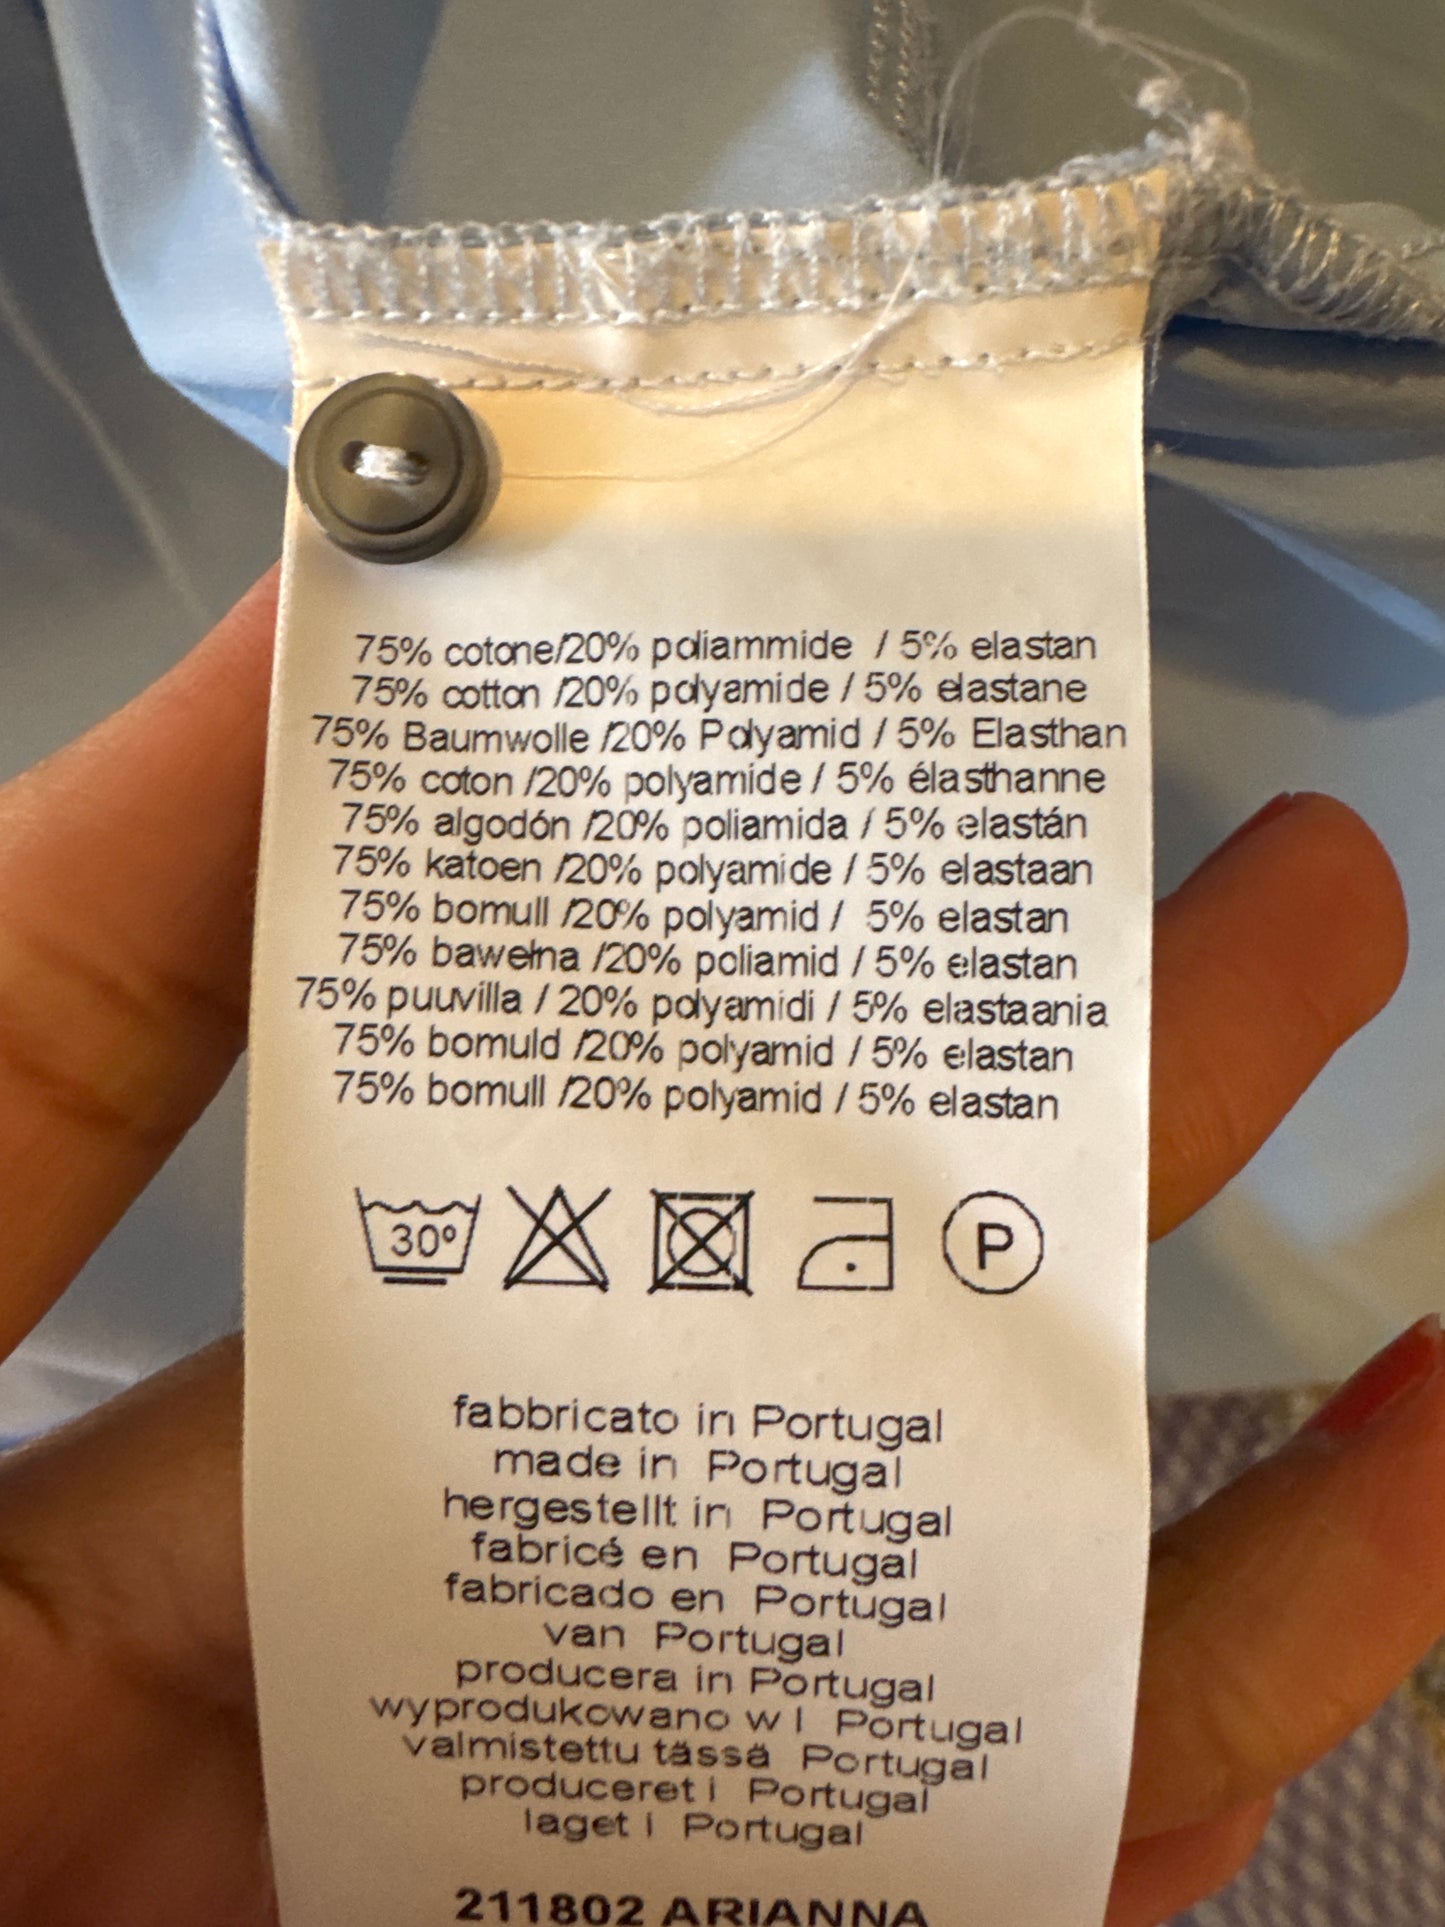 75% cotone/20% poliammide / 5% elastan
75% cotton /20% polyamide / 5% elastane
75% Baumwolle /20% Polyamid / 5% Elasthan
75% coton /20% polyamide / 5% élasthanne
75% algodón /20% poliamida / 5% elastán
75% katoen /20% polyamide / 5% elastaan
75% bomull /20% polyamid / 5% elastan
75% bawełna /20% poliamid / 5% elastan
75% puuvilla / 20% polyamidi / 5% elastaania
75% bomuld /20% polyamid / 5% elastan
75% bomull /20% polyamid / 5% elastan
30° P
fabbricato in Portugal
made in Portugal
hergestellt in Portugal
fabricé en Portugal
fabricado en Portugal
van Portugal
producera in Portugal
wyprodukowano w l Portugal
valmistettu tässä Portugal
produceret i Portugal
laget i Portugal
211802 ARIANNA